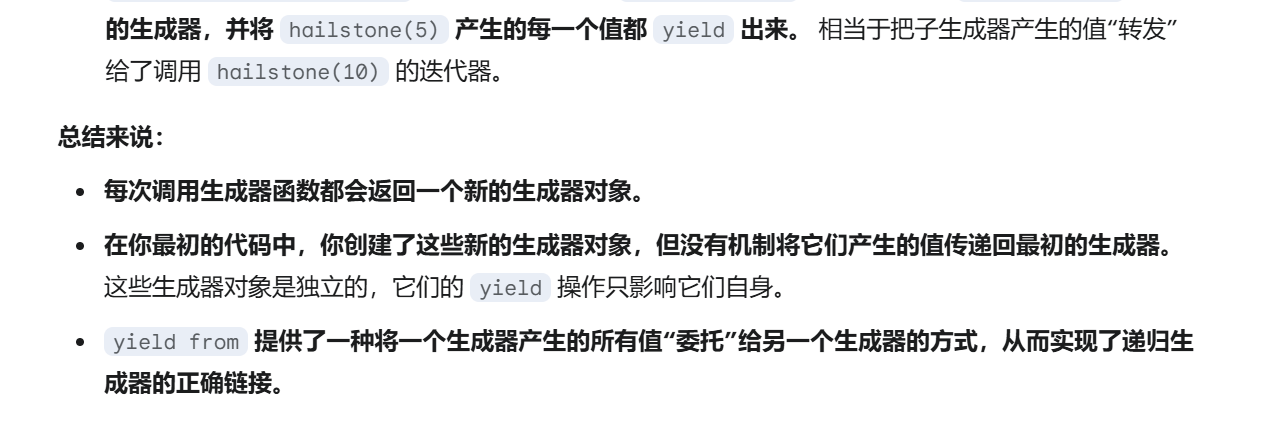 的生成器，并将 hailstone(5) 产生的每一个值都 yield 出来。 相当于把子生成器产生的值“转发”
给了调用 hailstone(10) 的迭代器。
总结来说：
• 每次调用生成器函数都会返回一个新的生成器对象。
• 在你最初的代码中，你创建了这些新的生成器对象，但没有机制将它们产生的值传递回最初的生成器。
这些生成器对象是独立的，它们的 yield 操作只影响它们自身。
• yield from 提供了一种将一个生成器产生的所有值“委托”给另一个生成器的方式，从而实现了递归生
成器的正确链接。